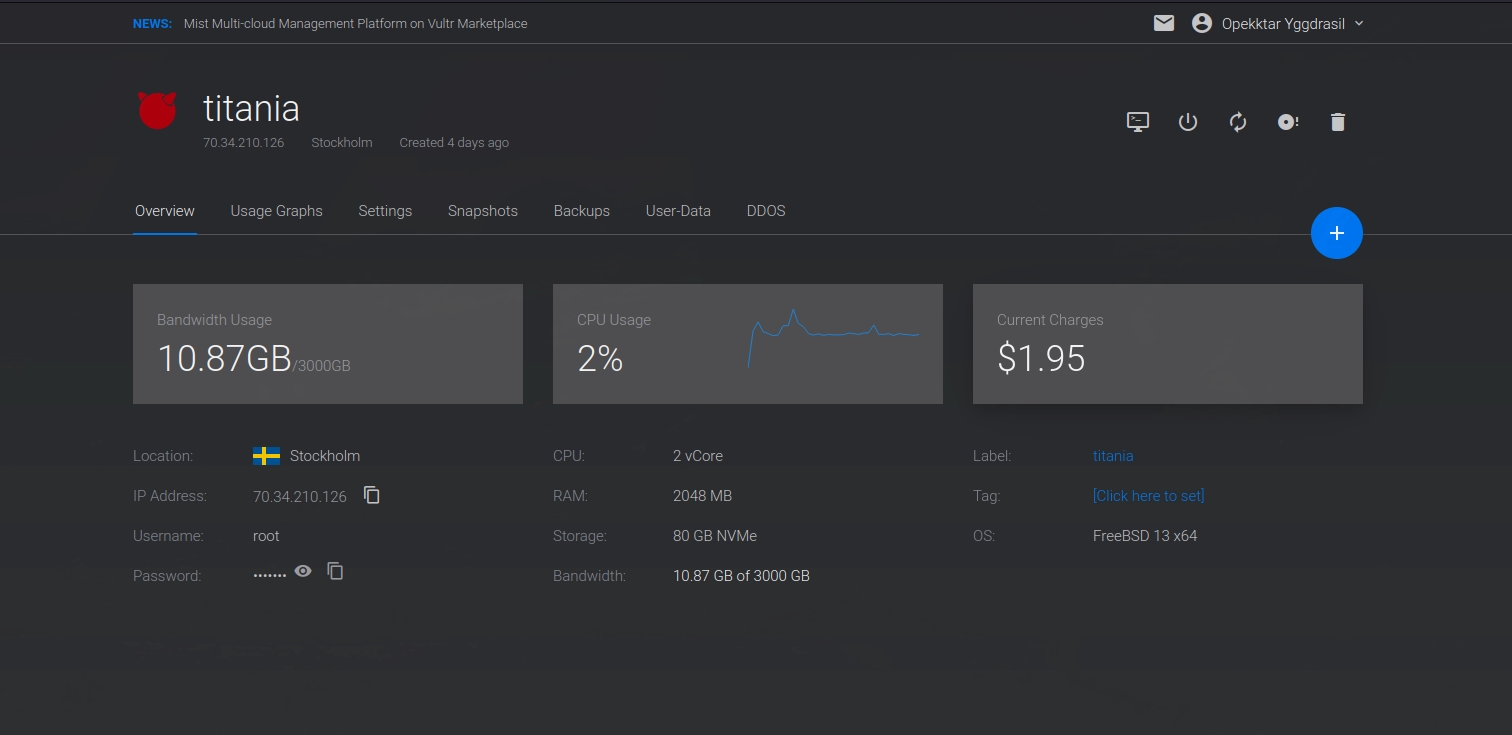 NEWS: Mist Multi-cloud Management Platform on Vultr Marketplace
Opekktar Yggdrasil
titania
70.34.210.126 Stockholm Created 4 days ago
Overview Usage Graphs Settings Snapshots Backups User-Data DDOS
Bandwidth Usage
10.87GB/3000GB
CPU Usage
2%
Current Charges
$1.95
Location: Stockholm
IP Address: 70.34.210.126
Username: root
Password: •••••••
CPU: 2 vCore
RAM: 2048 MB
Storage: 80 GB NVMe
Bandwidth: 10.87 GB of 3000 GB
Label: titania
Tag: [Click here to set]
OS: FreeBSD 13 x64